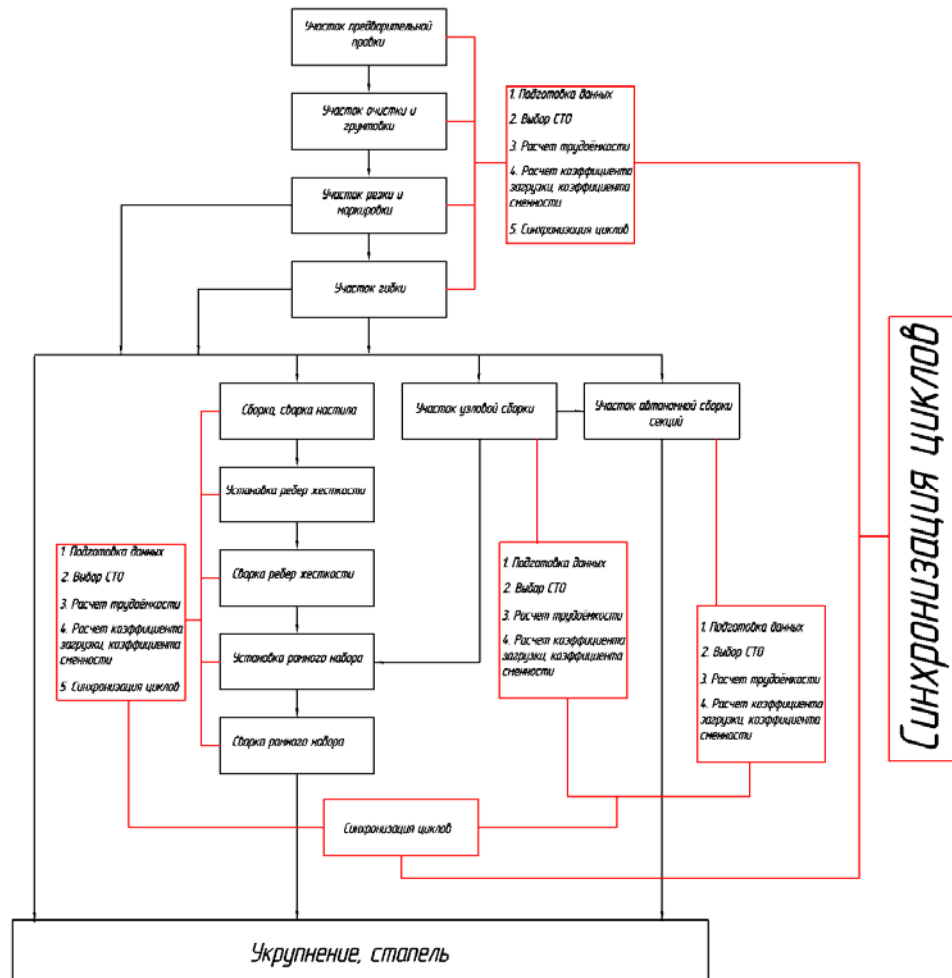 Участок предворительной
правки
Участок очистки и
грунтовки
Участок резки и
маркировки
Участок гибки
1. Подготовка данных
2. Выбор СТО
3. Расчет трудоёмкости
4. Расчет коэффициента
загрузки, коэффициента
сменности
5. Синхронизация циклов
Сборка, сварка настила
Участок узловой сборки
Участок автономной сборки
секций
Установка ребер жесткости
Сварка ребер жесткости
Установка рамного набора
Сварка рамного набора
1. Подготовка данных
2. Выбор СТО
3. Расчет трудоёмкости
4. Расчет коэффициента
загрузки, коэффициента
сменности
5. Синхронизация циклов
1. Подготовка данных
2. Выбор СТО
3. Расчет трудоёмкости
4. Расчет коэффициента
загрузки, коэффициента
сменности
1. Подготовка данных
2. Выбор СТО
3. Расчет трудоёмкости
4. Расчет коэффициента
загрузки, коэффициента
сменности
Синхронизация циклов
Синхронизация циклов
Укрупнение, стапель